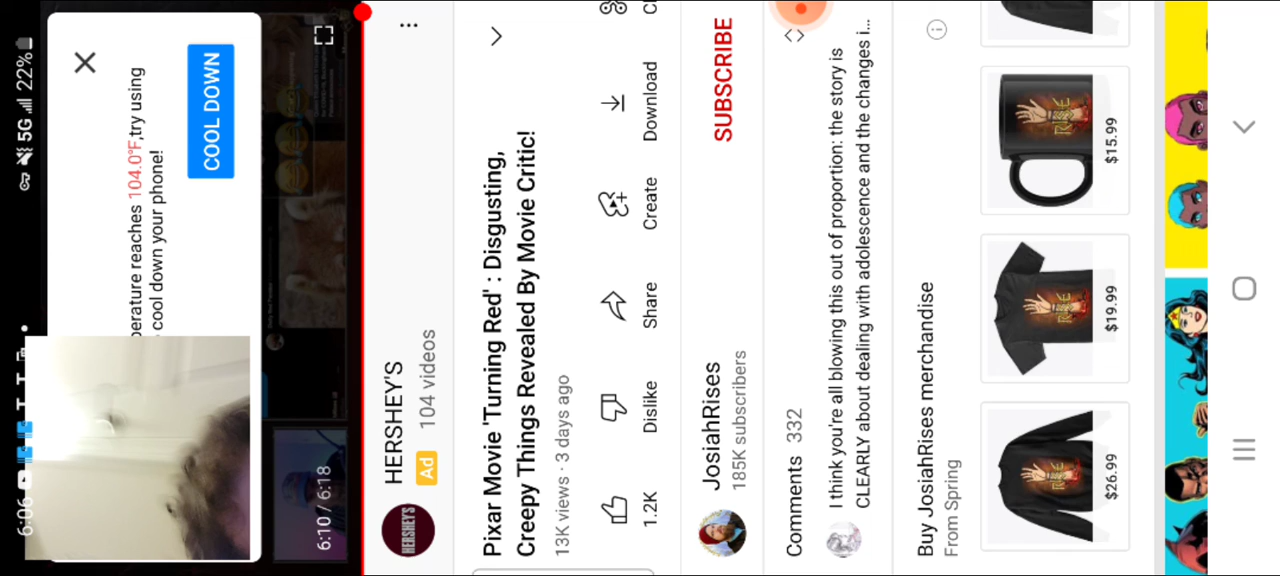 6:06
5G
22%
perature reaches 104.0°F,try using
cool down your phone!
COOL DOWN
6:10 / 6:18
HERSHEY'S
HERSHEY'S
Ad 104 videos
Pixar Movie 'Turning Red' : Disgusting,
Creepy Things Revealed By Movie Critic!
13K views · 3 days ago
1.2K
Dislike
Share
Create
Download
JosiahRises
185K subscribers
SUBSCRIBE
Comments 332
I think you're all blowing this out of proportion: the story is
CLEARLY about dealing with adolescence and the changes i...
Buy JosiahRises merchandise
From Spring
RISE
$26.99
RISE
$19.99
RISE
$15.99